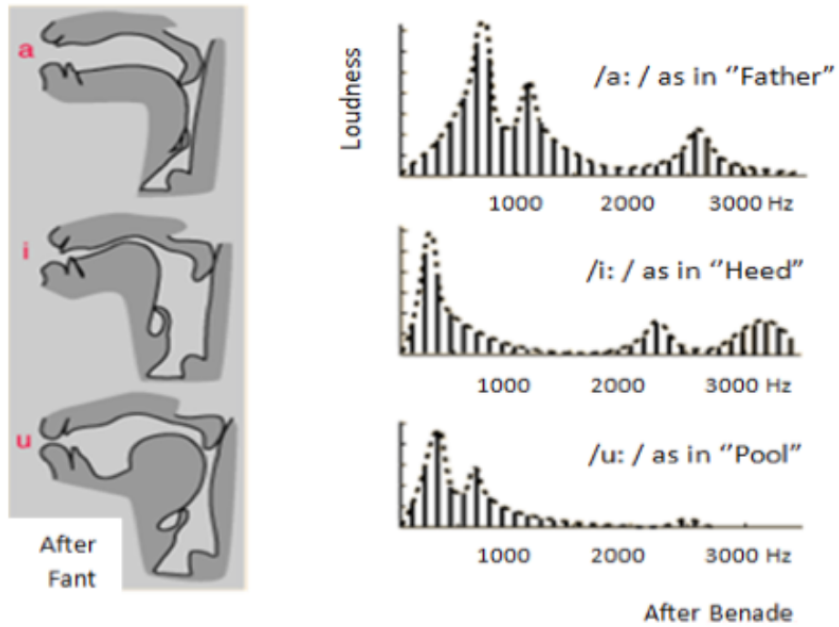 a
i
u
After
Fant
Loudness
/a: / as in “Father”
1000 2000 3000 Hz
/i: / as in “Heed”
1000 2000 3000 Hz
/u: / as in “Pool”
1000 2000 3000 Hz
After Benade